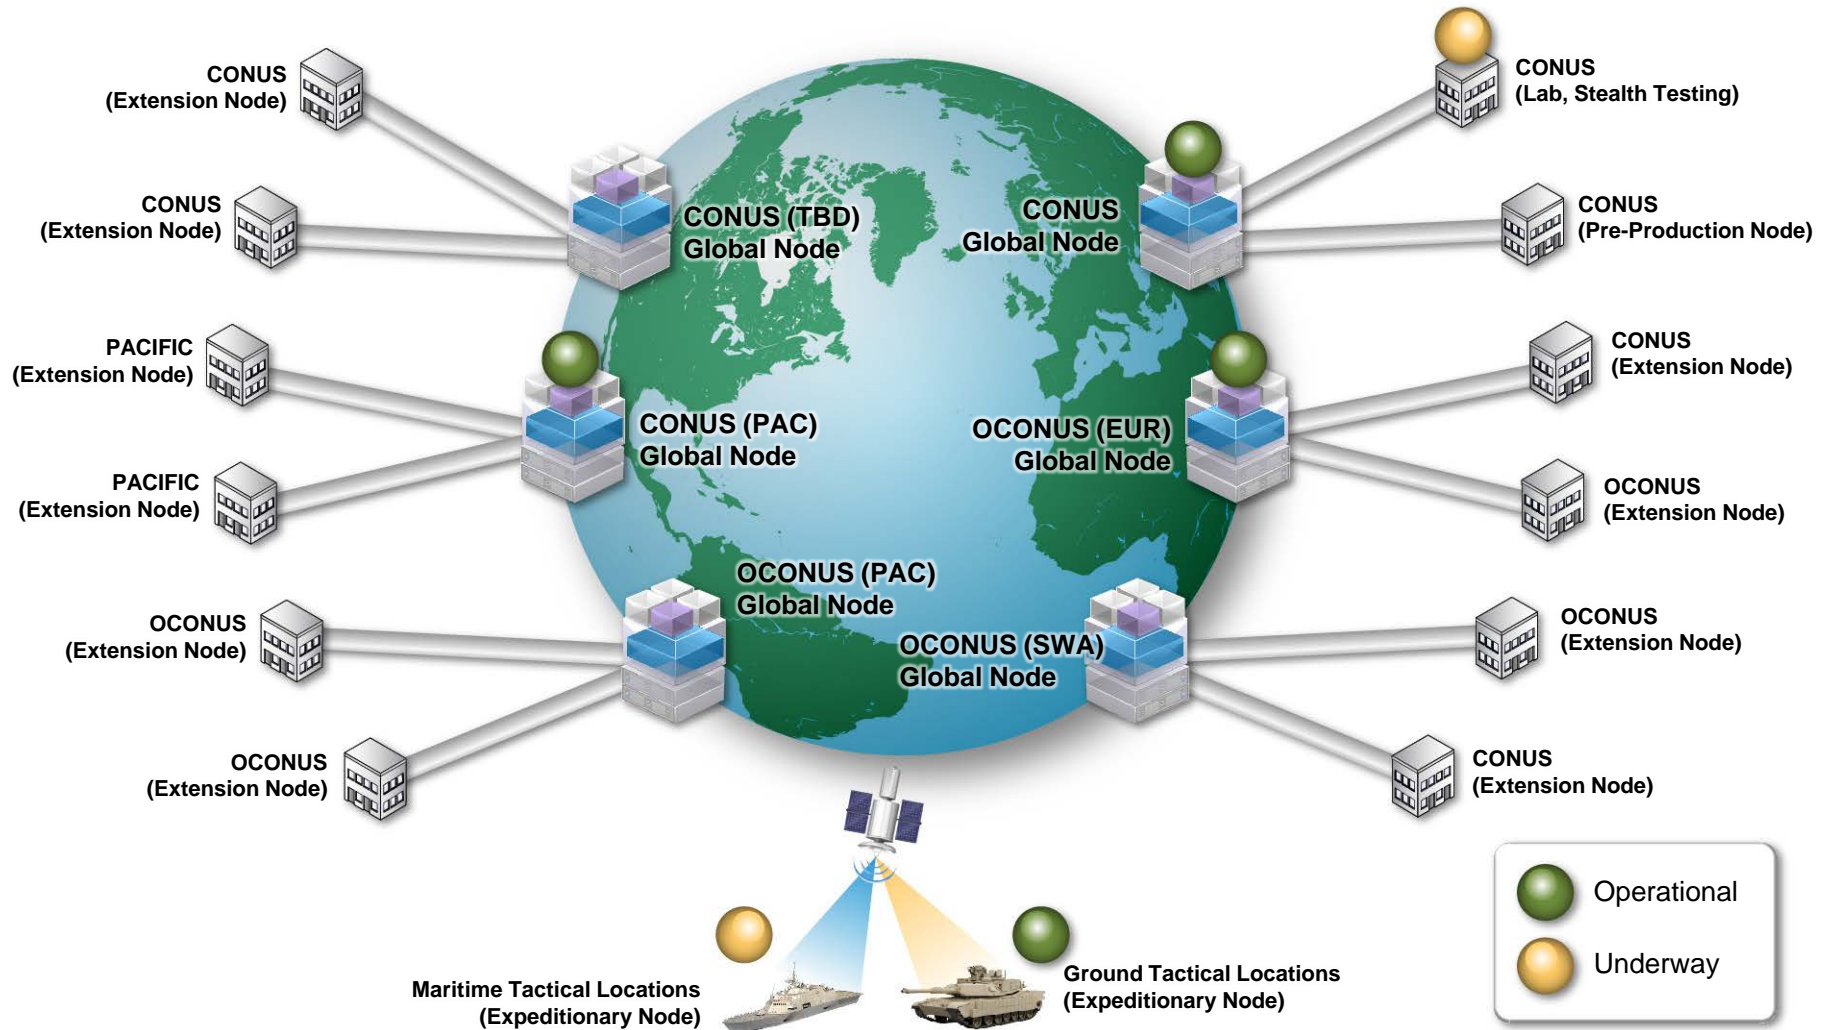 CONUS
(Extension Node)
CONUS
(Extension Node)
PACIFIC
(Extension Node)
PACIFIC
(Extension Node)
OCONUS
(Extension Node)
OCONUS
(Extension Node)
CONUS (TBD)
Global Node
CONUS (PAC)
Global Node
OCONUS (PAC)
Global Node
CONUS
Global Node
OCONUS (EUR)
Global Node
OCONUS (SWA)
Global Node
CONUS
(Lab, Stealth Testing)
CONUS
(Pre-Production Node)
CONUS
(Extension Node)
OCONUS
(Extension Node)
OCONUS
(Extension Node)
CONUS
(Extension Node)
Maritime Tactical Locations
(Expeditionary Node)
Ground Tactical Locations
(Expeditionary Node)
Operational
Underway